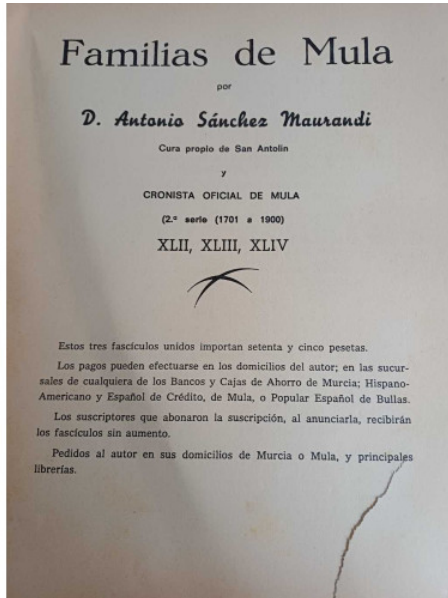 Familias de Mula
por
D. Antonio Sánchez Maurandi
Cura propio de San Antolín
y
CRONISTA OFICIAL DE MULA
(2.ª serie (1701 a 1900)
XLII, XLIII, XLIV
Estos tres fascículos unidos importan setenta y cinco pesetas.
Los pagos pueden efectuarse en los domicilios del autor; en las sucur-
sales de cualquiera de los Bancos y Cajas de Ahorro de Murcia; Hispano-
Americano y Español de Crédito, de Mula, o Popular Español de Bullas.
Los suscriptores que abonaron la suscripción, al anunciarla, recibirán
los fascículos sin aumento.
Pedidos al autor en sus domicilios de Murcia o Mula, y principales
librerías.